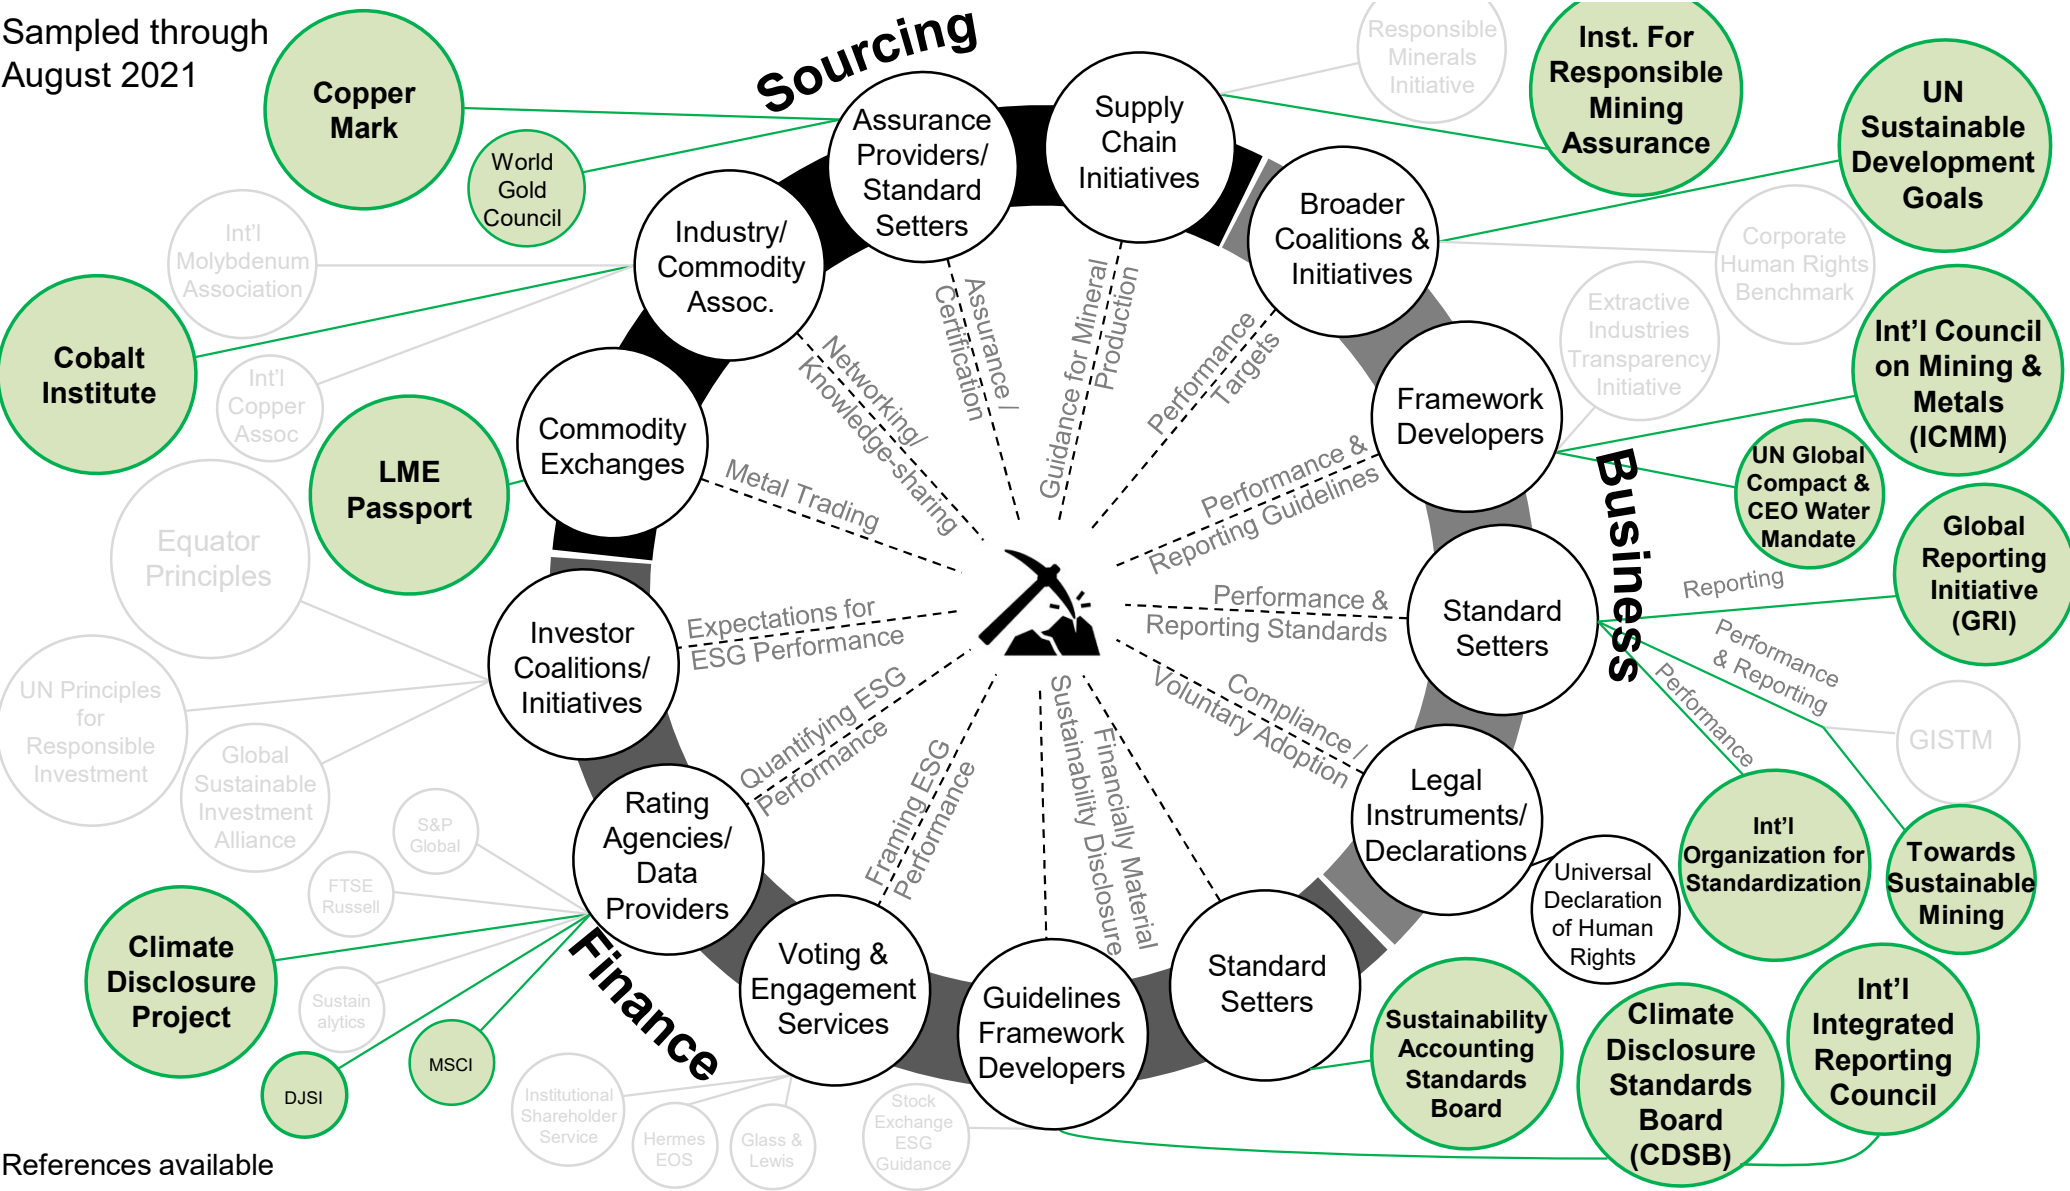 Sampled through
August 2021
Sourcing
Copper
Mark
World
Gold
Council
Int'l
Molybdenum
Association
Cobalt
Institute
Int'l
Copper
Assoc
LME
Passport
Equator
Principles
UN Principles
for
Responsible
Investment
Global
Sustainable
Investment
Alliance
S&P
Global
FTSE
Russell
Climate
Disclosure
Project
Sustain
alytics
DJSI
MSCI
Finance
Institutional
Shareholder
Service
Hermes
EOS
Glass &
Lewis
Stock
Exchange
ESG
Guidance
References available
Assurance
Providers/
Standard
Setters
Supply
Chain
Initiatives
Industry/
Commodity
Assoc.
Commodity
Exchanges
Investor
Coalitions/
Initiatives
Rating
Agencies/
Data
Providers
Voting &
Engagement
Services
Guidelines
Framework
Developers
Standard
Setters
Legal
Instruments/
Declarations
Standard
Setters
Framework
Developers
Broader
Coalitions &
Initiatives
Assurance /
Certification
Guidance for Mineral
Production
Performance
Targets
Performance &
Reporting Guidelines
Performance &
Reporting Standards
Compliance /
Voluntary Adoption
Financially Material
Sustainability Disclosure
Framing ESG
Performance
Quantifying ESG
Performance
Expectations for
ESG Performance
Metal Trading
Networking/
Knowledge-sharing
Responsible
Minerals
Initiative
Inst. For
Responsible
Mining
Assurance
UN
Sustainable
Development
Goals
Corporate
Human Rights
Benchmark
Extractive
Industries
Transparency
Initiative
Int’l Council
on Mining &
Metals
(ICMM)
UN Global
Compact &
CEO Water
Mandate
Business
Global
Reporting
Initiative
(GRI)
Reporting
Performance
& Reporting
Performance
GISTM
Int’l
Organization for
Standardization
Towards
Sustainable
Mining
Universal
Declaration
of Human
Rights
Sustainability
Accounting
Standards
Board
Climate
Disclosure
Standards
Board
(CDSB)
Int’l
Integrated
Reporting
Council